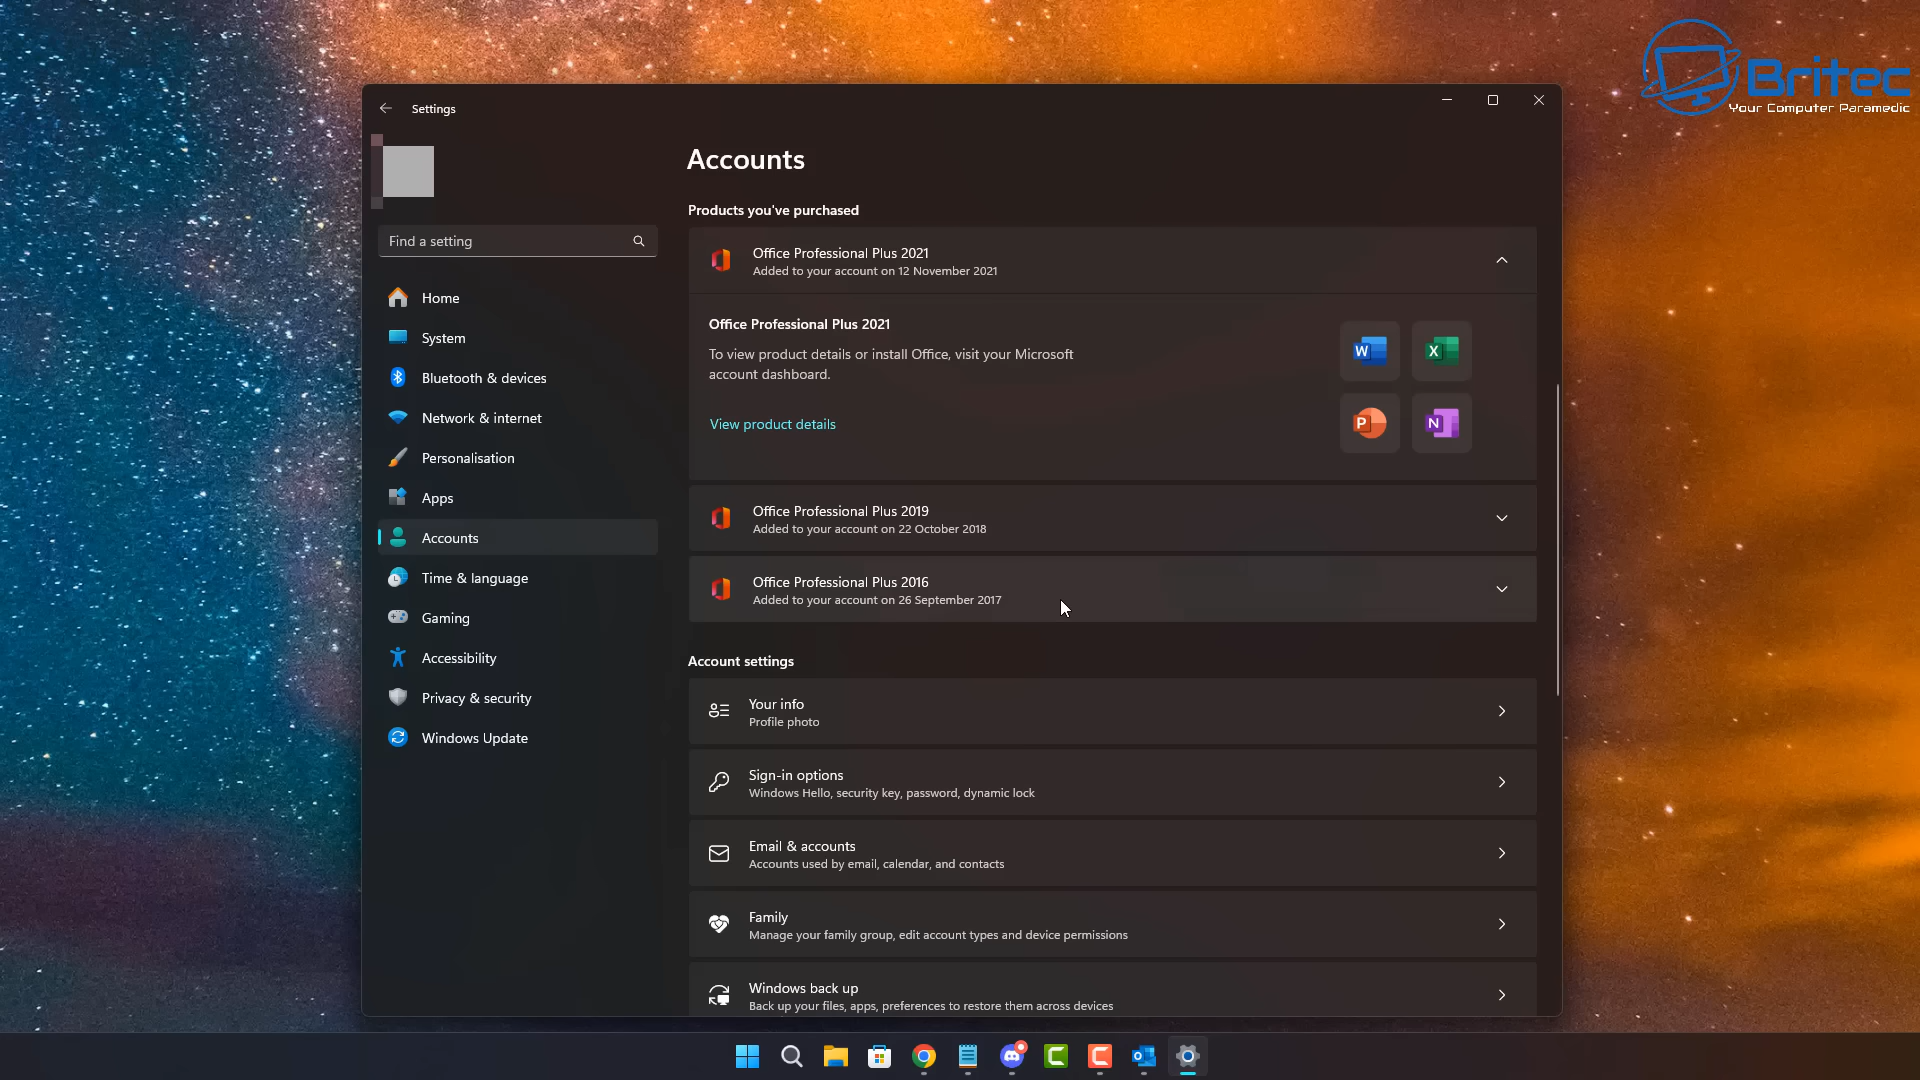 Britec
Your Computer Paramedic
Settings
Find a setting
Home
System
Bluetooth & devices
Network & internet
Personalisation
Apps
Accounts
Time & language
Gaming
Accessibility
Privacy & security
Windows Update
Accounts
Products you've purchased
Office Professional Plus 2021
Added to your account on 12 November 2021
Office Professional Plus 2021
To view product details or install Office, visit your Microsoft
account dashboard.
View product details
W
X
P
N
Office Professional Plus 2019
Added to your account on 22 October 2018
Office Professional Plus 2016
Added to your account on 26 September 2017
Account settings
Your info
Profile photo
Sign-in options
Windows Hello, security key, password, dynamic lock
Email & accounts
Accounts used by email, calendar, and contacts
Family
Manage your family group, edit account types and device permissions
Windows back up
Back up your files, apps, preferences to restore them across devices